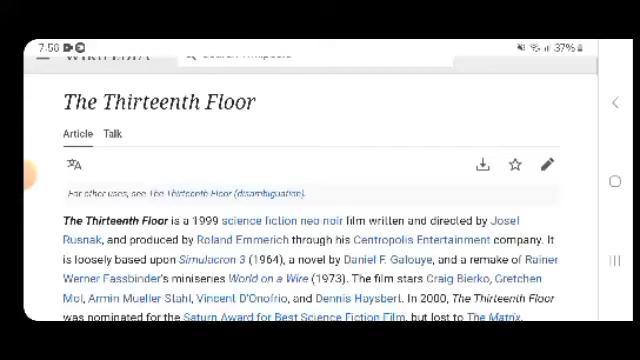 7:56
37%
The Thirteenth Floor
Article Talk
For other uses, see The Thirteenth Floor (disambiguation).
The Thirteenth Floor is a 1999 science fiction neo noir film written and directed by Josef
Rusnak, and produced by Roland Emmerich through his Centropolis Entertainment company. It
is loosely based upon Simulacron 3 (1964), a novel by Daniel F. Galouye, and a remake of Rainer
Werner Fassbinder's miniseries World on a Wire (1973). The film stars Craig Bierko, Gretchen
Mol, Armin Mueller Stahl, Vincent D'Onofrio, and Dennis Haysbert. In 2000, The Thirteenth Floor
was nominated for the Saturn Award for Best Science Fiction Film, but lost to The Matrix.